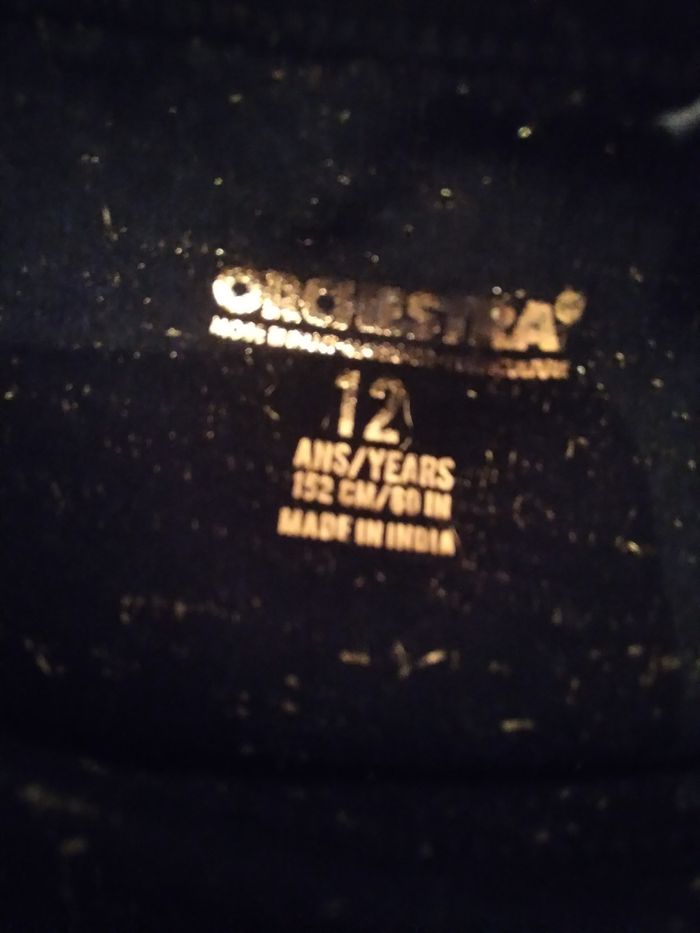 ORCHESTRA®
12
ANS/YEARS
152 CM/60 IN
MADE IN INDIA